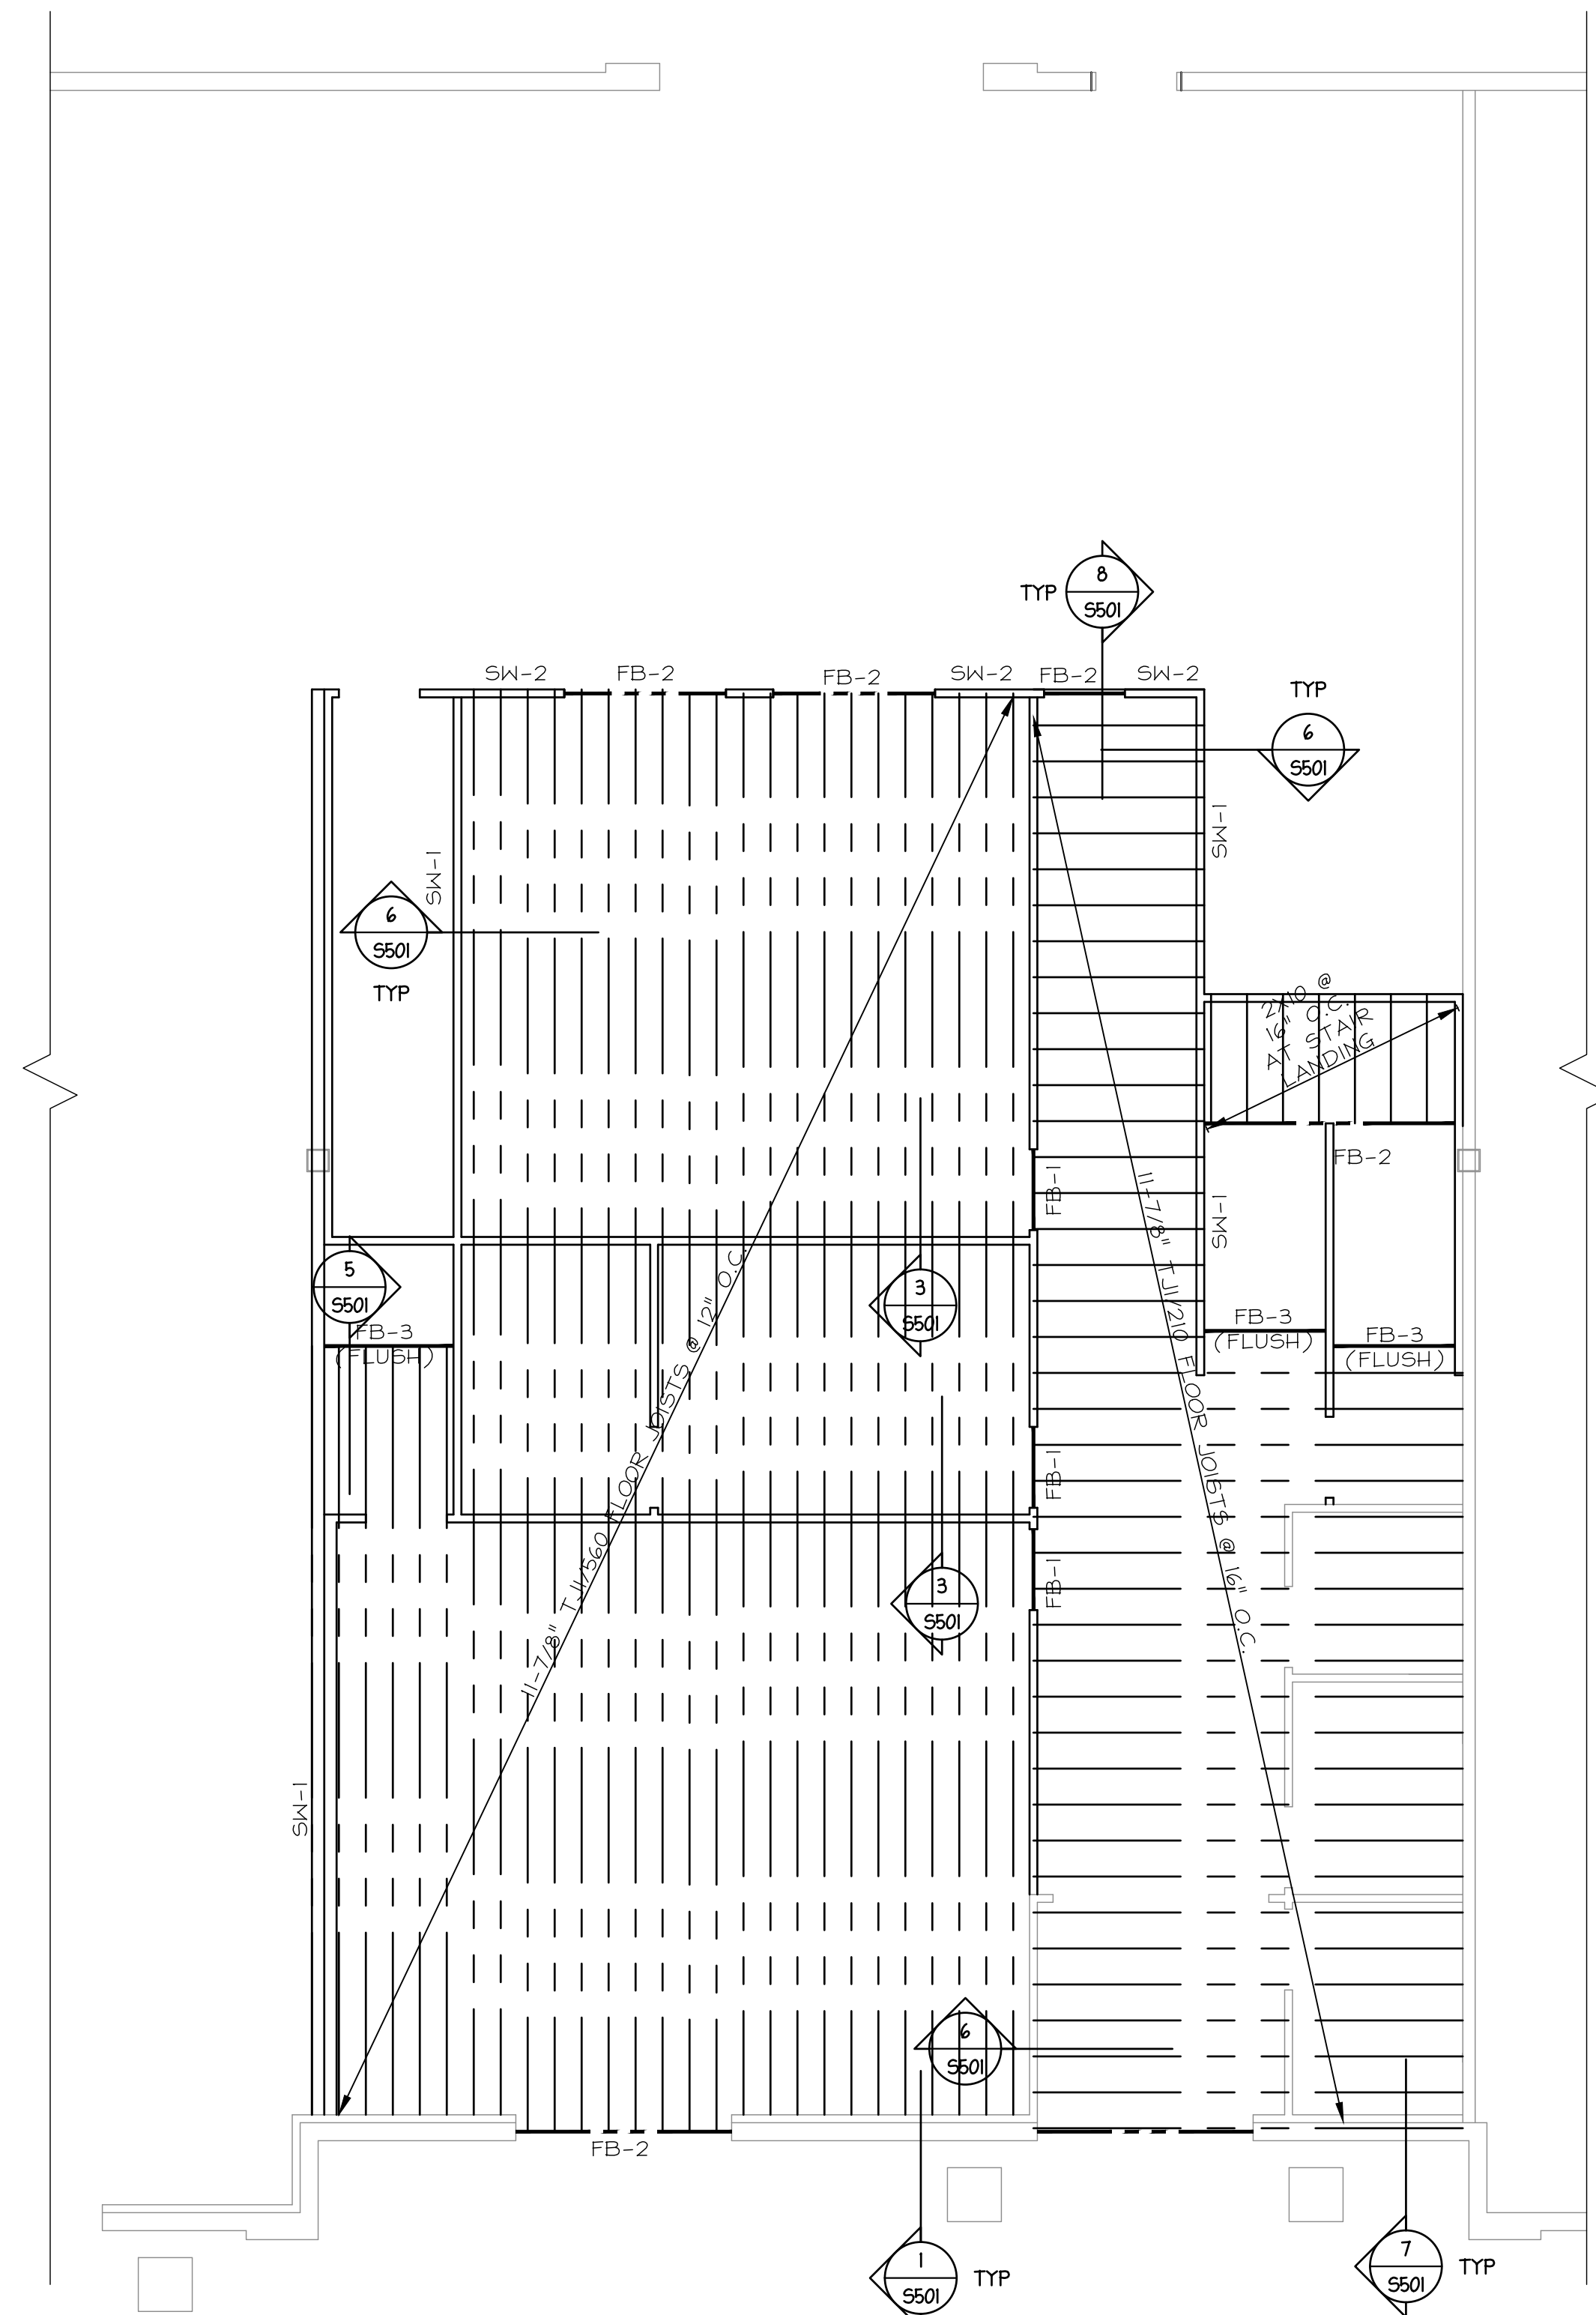 8
TYP
S501
SW-2
FB-2
FB-2
SW-2
FB-2
SW-2
TYP
6
S501
SW-1
SW-1
6
S501
TYP
2X10 @
16" O.C.
AT STAIR
LANDING
FB-1
FB-2
SW-1
5
S501
3
S501
FB-3
(FLUSH)
FB-3
(FLUSH)
FB-3
(FLUSH)
11-7/8" TJI/560 FLOOR JOISTS @ 12" O.C.
11-7/8" TJI/210 FLOOR JOISTS @ 16" O.C.
FB-1
3
S501
FB-1
SW-1
6
S501
FB-2
1
S501
TYP
7
S501
TYP